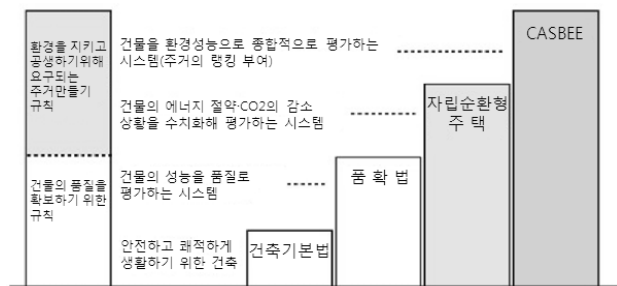 환경을 지키고
공생하기위해
요구되는
주거만들기
규칙
건물의 품질을
확보하기 위한
규칙
건물을 환경성능으로 종합적으로 평가하는
시스템(주거의 랭킹 부여)
건물의 에너지 절약·CO2의 감소
상황을 수치화해 평가하는 시스템
건물의 성능을 품질로
평가하는 시스템
안전하고 쾌적하게
생활하기 위한 건축
건축기본법
품 확 법
자립순환형
주 택
CASBEE